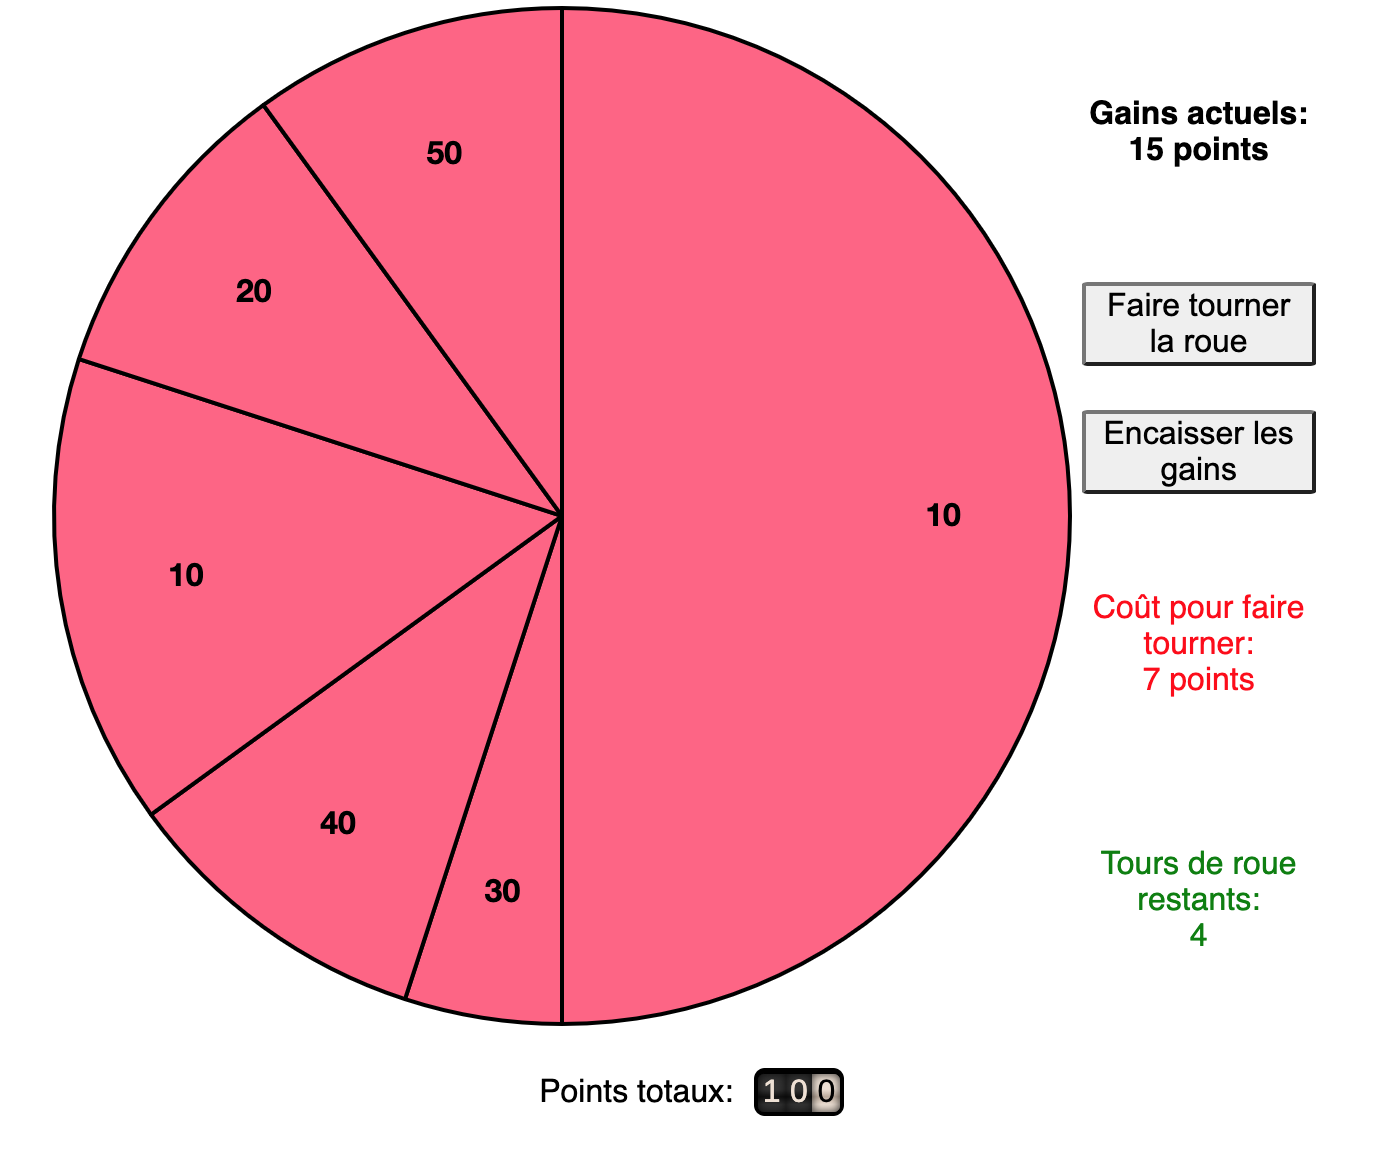 50
20
10
40
30
10
Gains actuels:
15 points
Faire tourner
la roue
Encaisser les
gains
Coût pour faire
tourner:
7 points
Tours de roue
restants:
4
Points totaux: 100